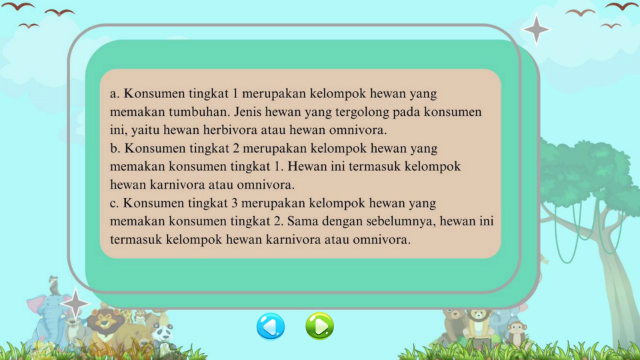 a. Konsumen tingkat 1 merupakan kelompok hewan yang
memakan tumbuhan. Jenis hewan yang tergolong pada konsumen
ini, yaitu hewan herbivora atau hewan omnivora.
b. Konsumen tingkat 2 merupakan kelompok hewan yang
memakan konsumen tingkat 1. Hewan ini termasuk kelompok
hewan karnivora atau omnivora.
c. Konsumen tingkat 3 merupakan kelompok hewan yang
memakan konsumen tingkat 2. Sama dengan sebelumnya, hewan ini
termasuk kelompok hewan karnivora atau omnivora.